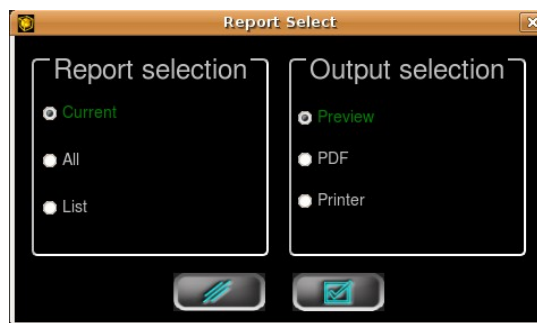 Report Select
Report selection
Current
All
List
Output selection
Preview
PDF
Printer